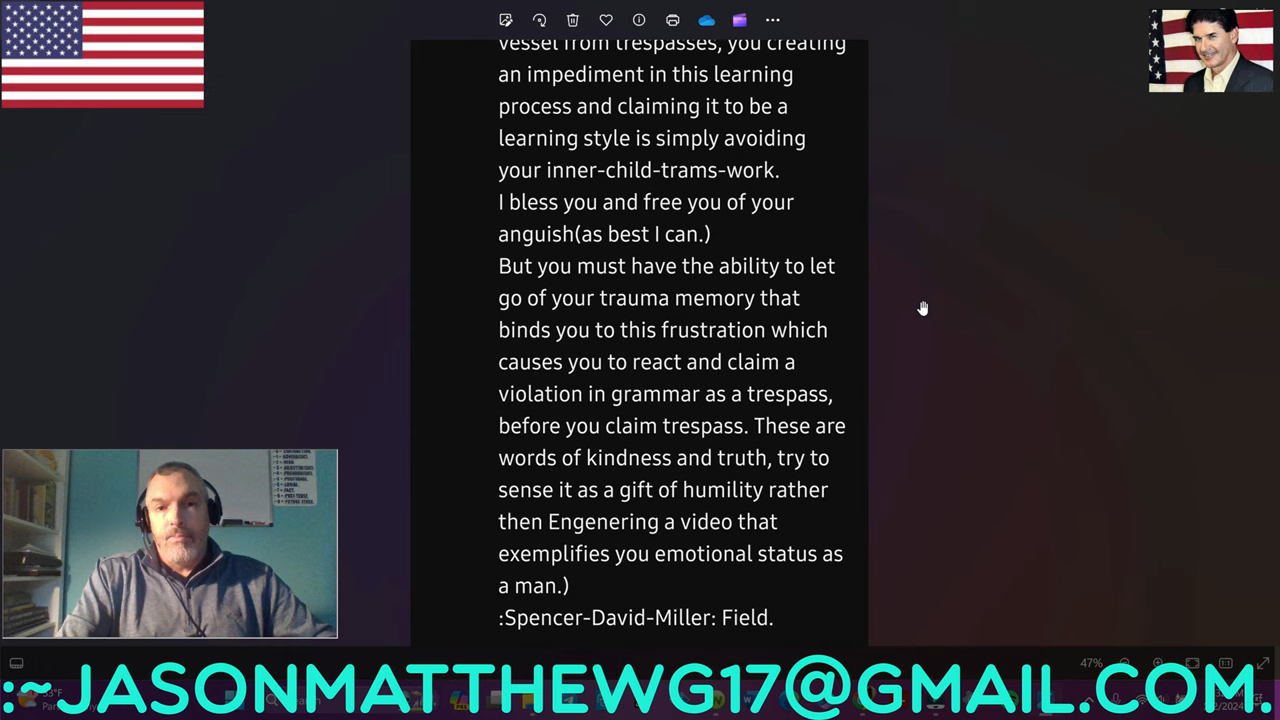 vessel from trespasses, you creating
an impediment in this learning
process and claiming it to be a
learning style is simply avoiding
your inner-child-trams-work.
I bless you and free you of your
anguish(as best I can.)
But you must have the ability to let
go of your trauma memory that
binds you to this frustration which
causes you to react and claim a
violation in grammar as a trespass,
before you claim trespass. These are
words of kindness and truth, try to
sense it as a gift of humility rather
then Engenering a video that
exemplifies you emotional status as
a man.)
:Spencer-David-Miller: Field.
47%
:~ JASONMATTHEWG17@GMAIL.COM.